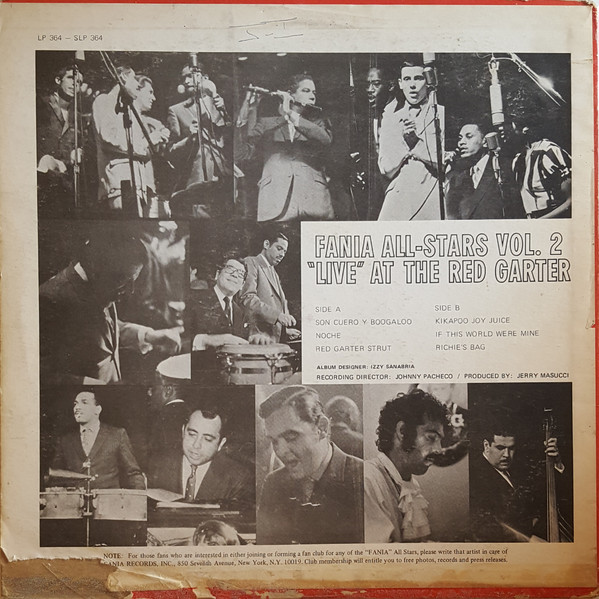 LP 364 – SLP 364
FANIA ALL-STARS VOL. 2
"LIVE" AT THE RED GARTER
SIDE A
SON CUERO Y BOOGALOO
NOCHE
RED GARTER STRUT
SIDE B
KIKAPOO JOY JUICE
IF THIS WORLD WERE MINE
RICHIE'S BAG
ALBUM DESIGNER: IZZY SANABRIA
RECORDING DIRECTOR: JOHNNY PACHECO / PRODUCED BY: JERRY MASUCCI
NOTE: For those fans who are interested in either joining or forming a fan club for any of the "FANIA" All Stars, please write that artist in care of
FANIA RECORDS, INC., 850 Seventh Avenue, New York, N.Y. 10019. Club membership will entitle you to free photos, records and press releases.